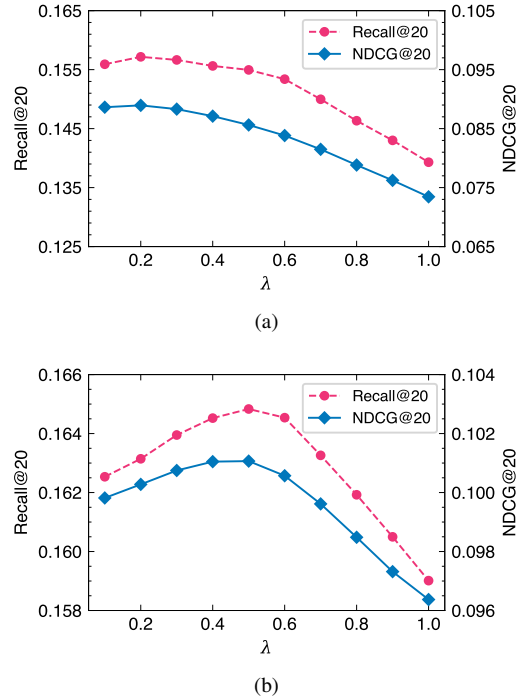 0.165
0.155
0.145
0.135
0.125
Recall@20
0.105
0.095
0.085
0.075
0.065
NDCG@20
Recall@20
NDCG@20
0.2 0.4 0.6 0.8 1.0
λ
(a)
0.166
0.164
0.162
0.160
0.158
Recall@20
0.104
0.102
0.100
0.098
0.096
NDCG@20
Recall@20
NDCG@20
0.2 0.4 0.6 0.8 1.0
λ
(b)